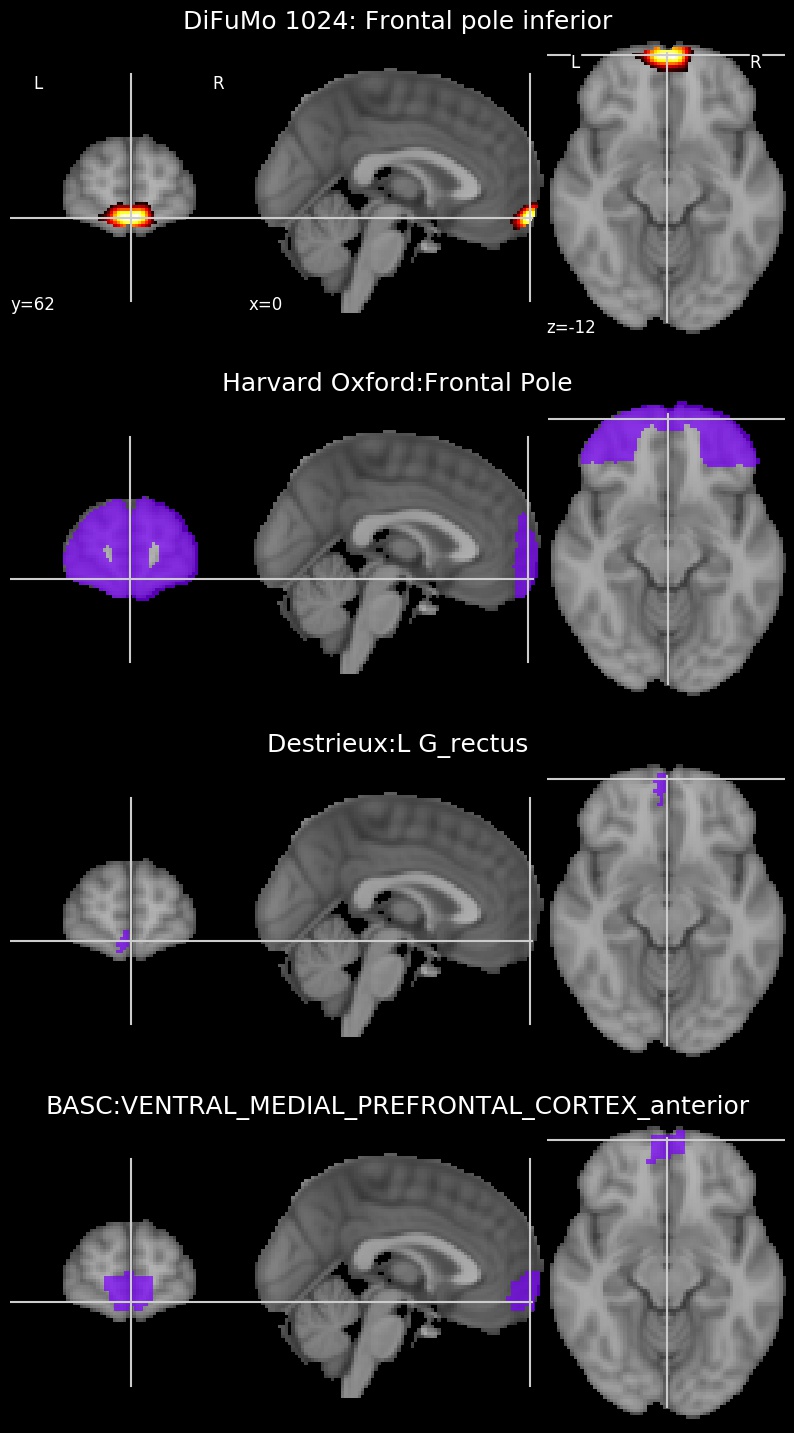 DiFuMo 1024: Frontal pole inferior
L
R
L
R
y=62
x=0
z=-12
Harvard Oxford:Frontal Pole
Destrieux:L G_rectus
BASC:VENTRAL_MEDIAL_PREFRONTAL_CORTEX_anterior